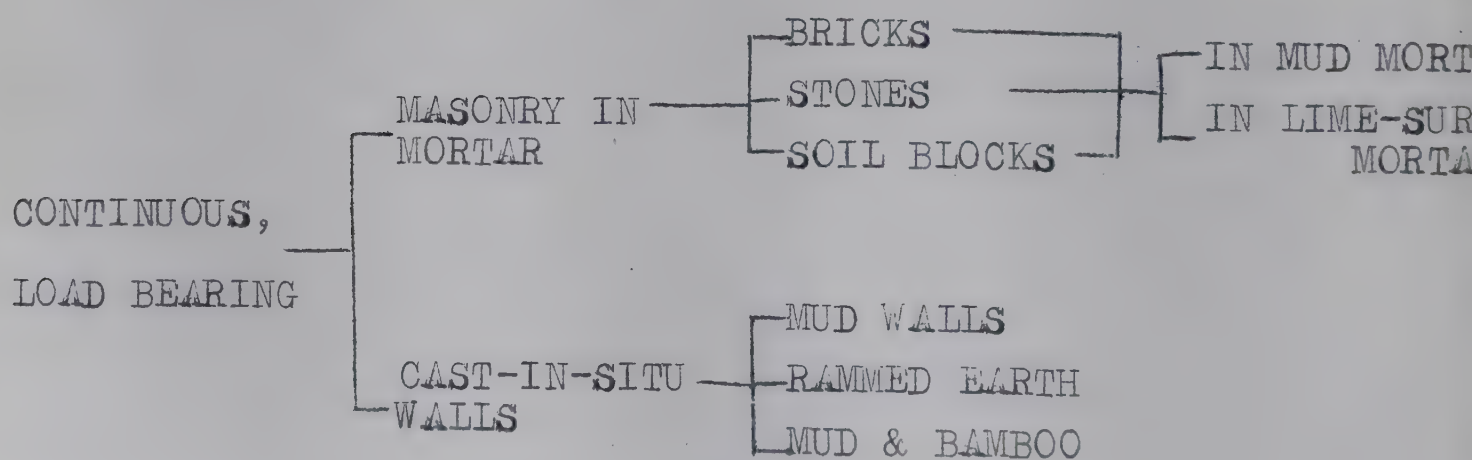 BRICKS
STONES
SOIL BLOCKS
IN MUD MORT
IN LIME-SUR
MORTA
MASONRY IN
MORTAR
CONTINUOUS,
LOAD BEARING
CAST-IN-SITU
WALLS
MUD WALLS
RAMMED EARTH
MUD & BAMBOO